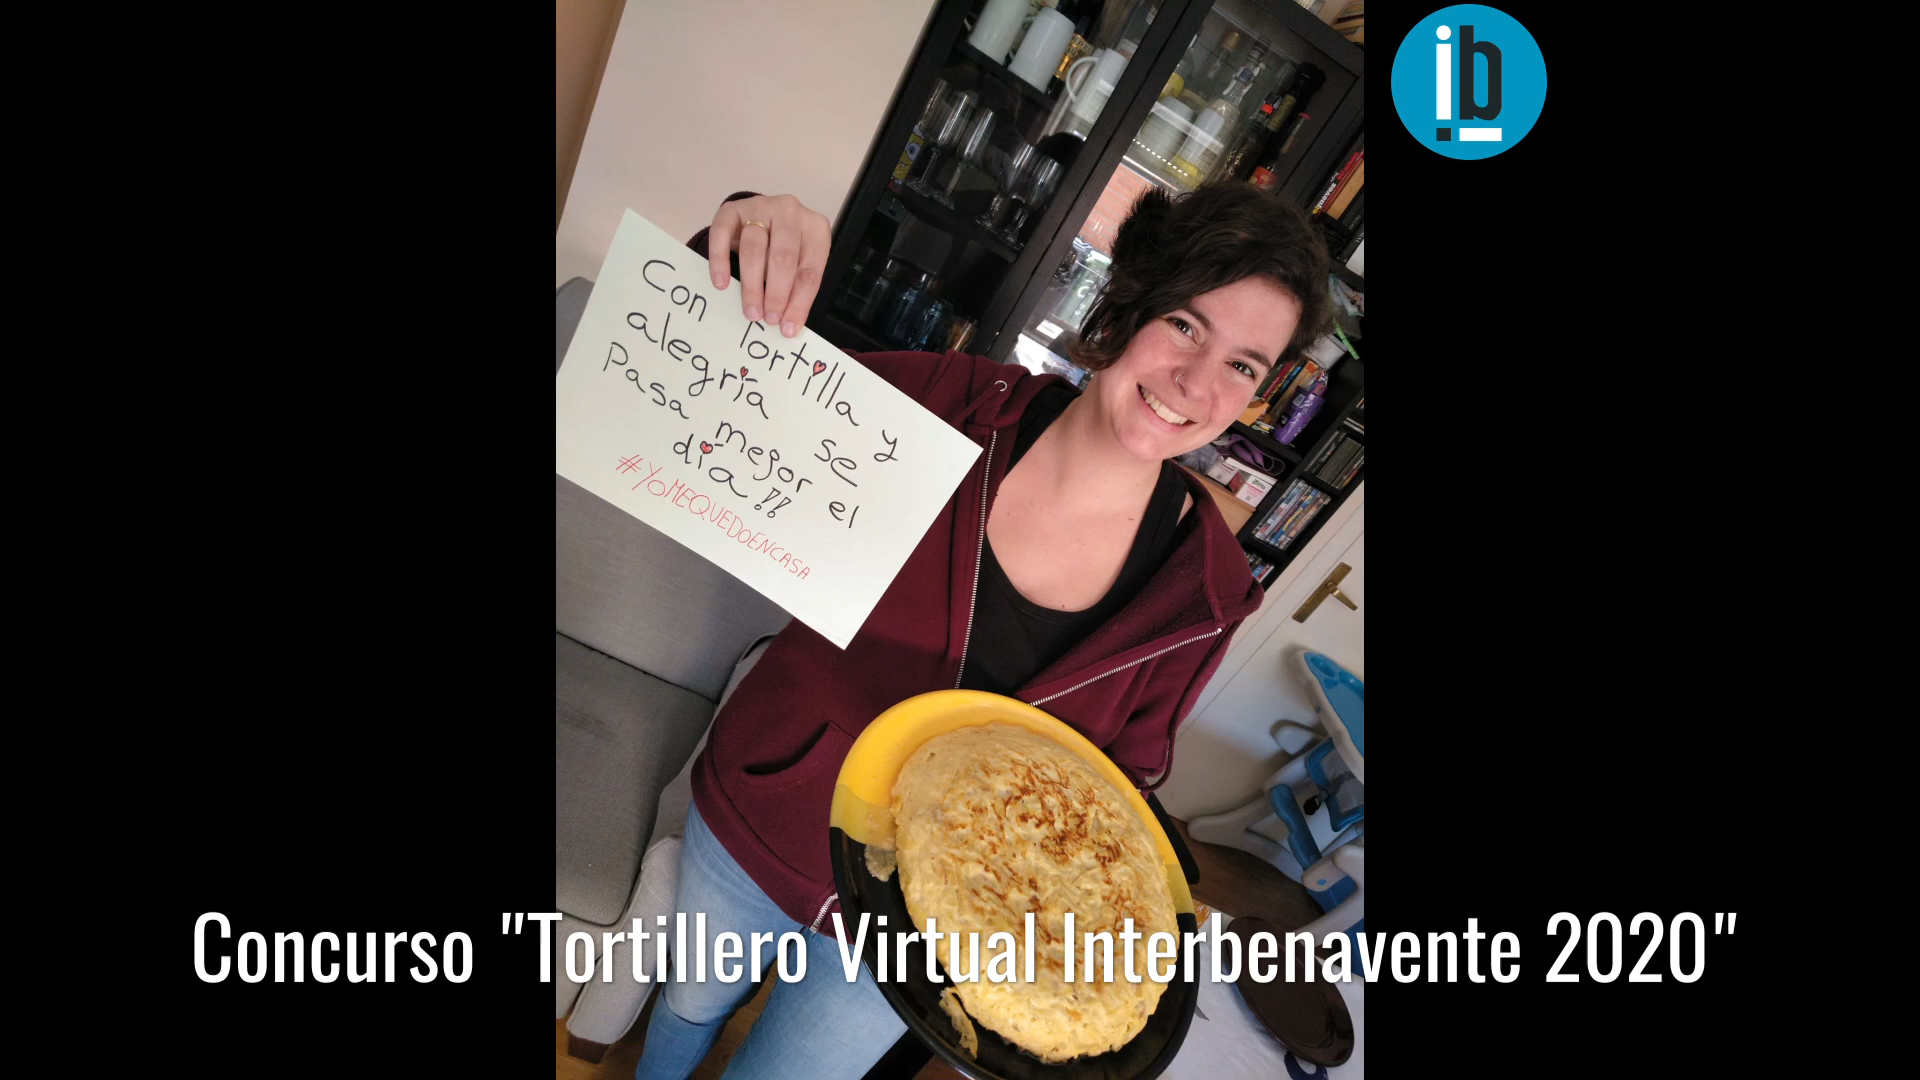 ib
Con Tortilla y
alegría se
Pasa mejor el
día!!
#YOMEQUEDOENCASA
Concurso "Tortillero Virtual Interbenavente 2020"